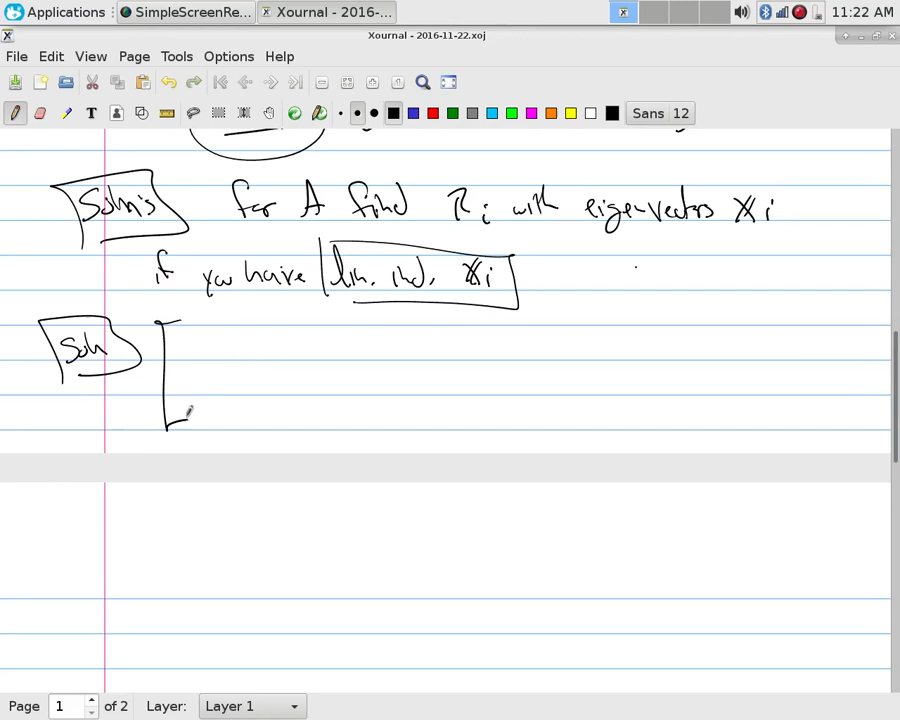 Applications SimpleScreenRe... Xournal - 2016-... 11:22 AM
Xournal - 2016-11-22.xoj
File Edit View Page Tools Options Help
Sans 12
Soln's for A find λi with eigenvectors Xi
if you have lin. ind. Xi
Soln
Page 1 of 2 Layer: Layer 1